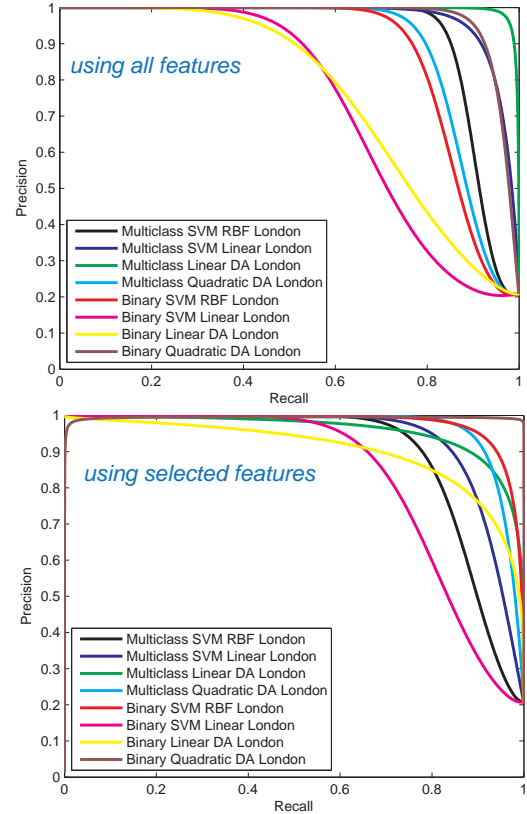 1
0.9
0.8
0.7
0.6
0.5
0.4
0.3
0.2
0.1
0
Precision
using all features
Multiclass SVM RBF London
Multiclass SVM Linear London
Multiclass Linear DA London
Multiclass Quadratic DA London
Binary SVM RBF London
Binary SVM Linear London
Binary Linear DA London
Binary Quadratic DA London
0 0.2 0.4 0.6 0.8 1
Recall
1
0.9
0.8
0.7
0.6
0.5
0.4
0.3
0.2
0.1
0
Precision
using selected features
Multiclass SVM RBF London
Multiclass SVM Linear London
Multiclass Linear DA London
Multiclass Quadratic DA London
Binary SVM RBF London
Binary SVM Linear London
Binary Linear DA London
Binary Quadratic DA London
0 0.2 0.4 0.6 0.8 1
Recall